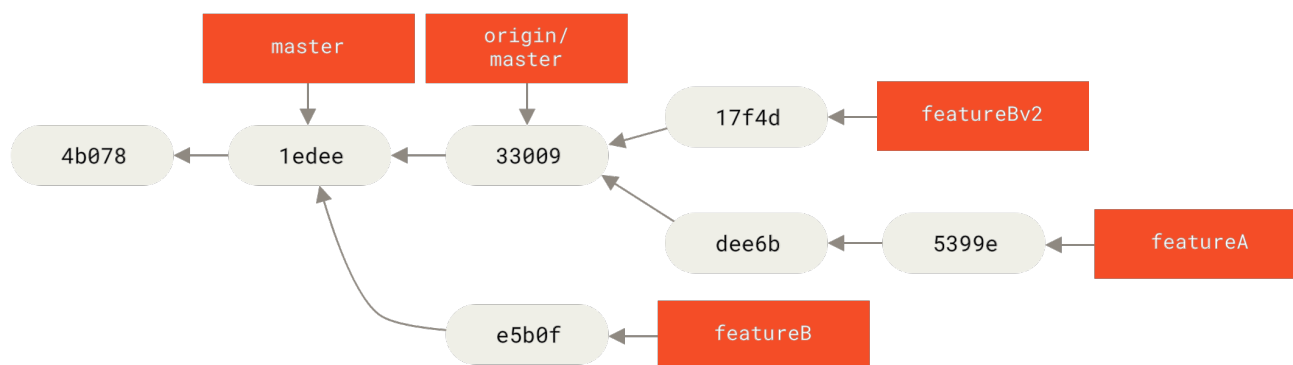 master
origin/
master
17f4d
featureBv2
4b078
1edee
33009
dee6b
5399e
featureA
e5b0f
featureB